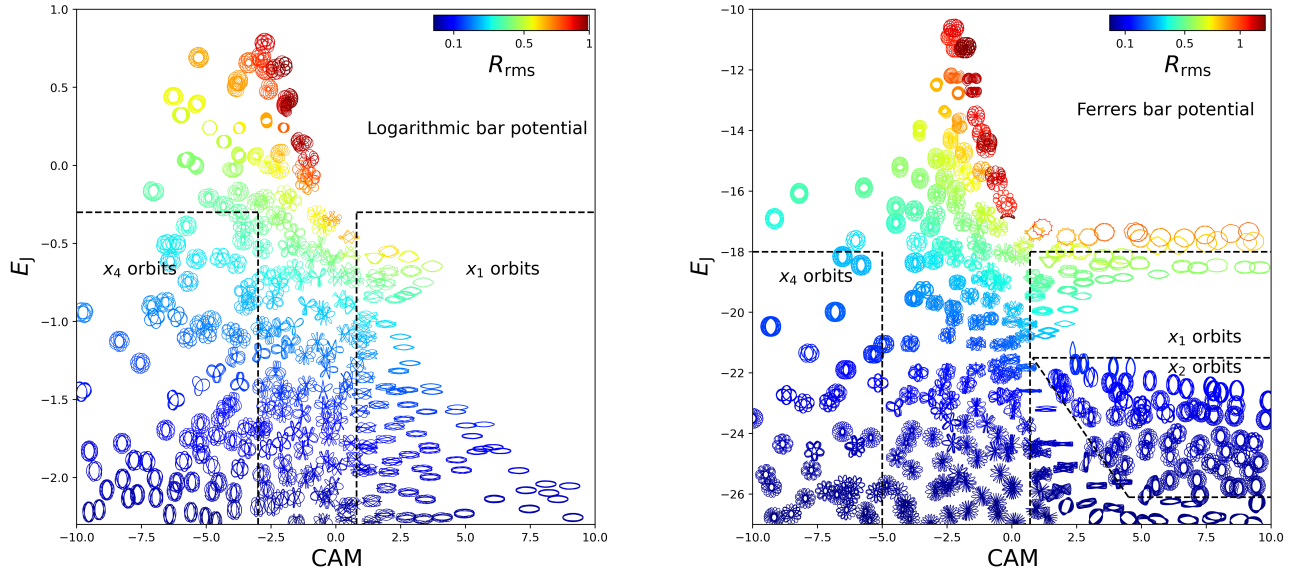 1.0
0.5
0.0
−0.5
−1.0
−1.5
−2.0
E_J
−10.0 −7.5 −5.0 −2.5 0.0 2.5 5.0 7.5 10.0
CAM
0.1 0.5 1
R_rms
Logarithmic bar potential
x_4 orbits
x_1 orbits
−10
−12
−14
−16
−18
−20
−22
−24
−26
E_J
−10.0 −7.5 −5.0 −2.5 0.0 2.5 5.0 7.5 10.0
CAM
0.1 0.5 1
R_rms
Ferrers bar potential
x_4 orbits
x_1 orbits
x_2 orbits